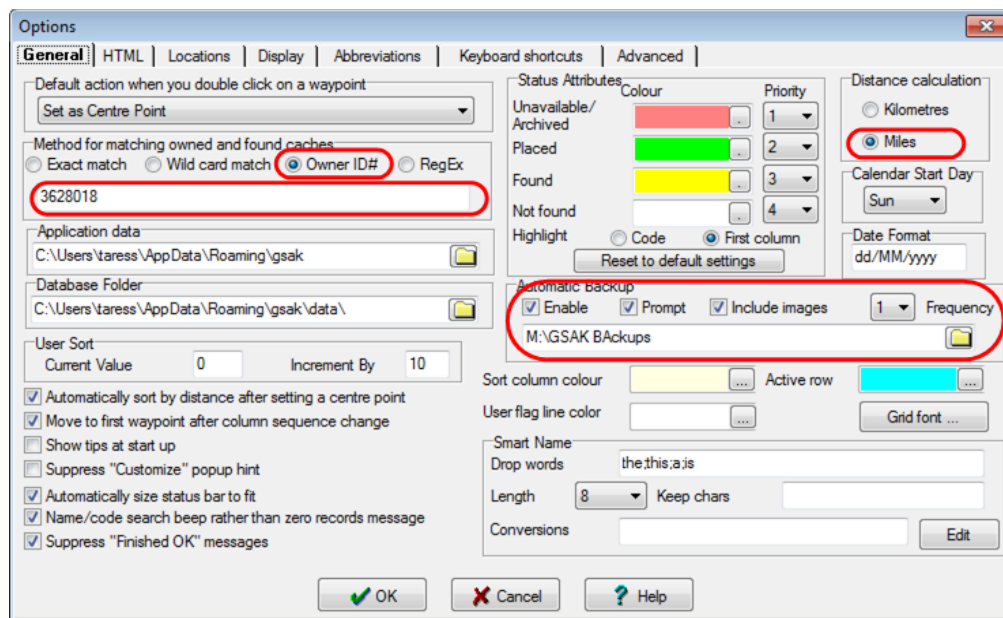 Options
General HTML Locations Display Abbreviations Keyboard shortcuts Advanced
Default action when you double click on a waypoint
Set as Centre Point
Method for matching owned and found caches
Exact match Wild card match Owner ID# RegEx
3628018
Application data
C:\Users\taress\AppData\Roaming\gsak
Database Folder
C:\Users\taress\AppData\Roaming\gsak\data\
User Sort
Current Value 0 Increment By 10
Automatically sort by distance after setting a centre point
Move to first waypoint after column sequence change
Show tips at start up
Suppress "Customize" popup hint
Automatically size status bar to fit
Name/code search beep rather than zero records message
Suppress "Finished OK" messages
Status Attributes
Colour Priority
Unavailable/
Archived . 1
Placed . 2
Found . 3
Not found . 4
Highlight Code First column
Reset to default settings
Distance calculation
Kilometres
Miles
Calendar Start Day
Sun
Date Format
dd/MM/yyyy
Automatic Backup
Enable Prompt Include images 1 Frequency
M:\GSAK BAckups
Sort column colour ... Active row ...
User flag line color ... Grid font ...
Smart Name
Drop words the;this;a;is
Length 8 Keep chars
Conversions Edit
OK Cancel ? Help